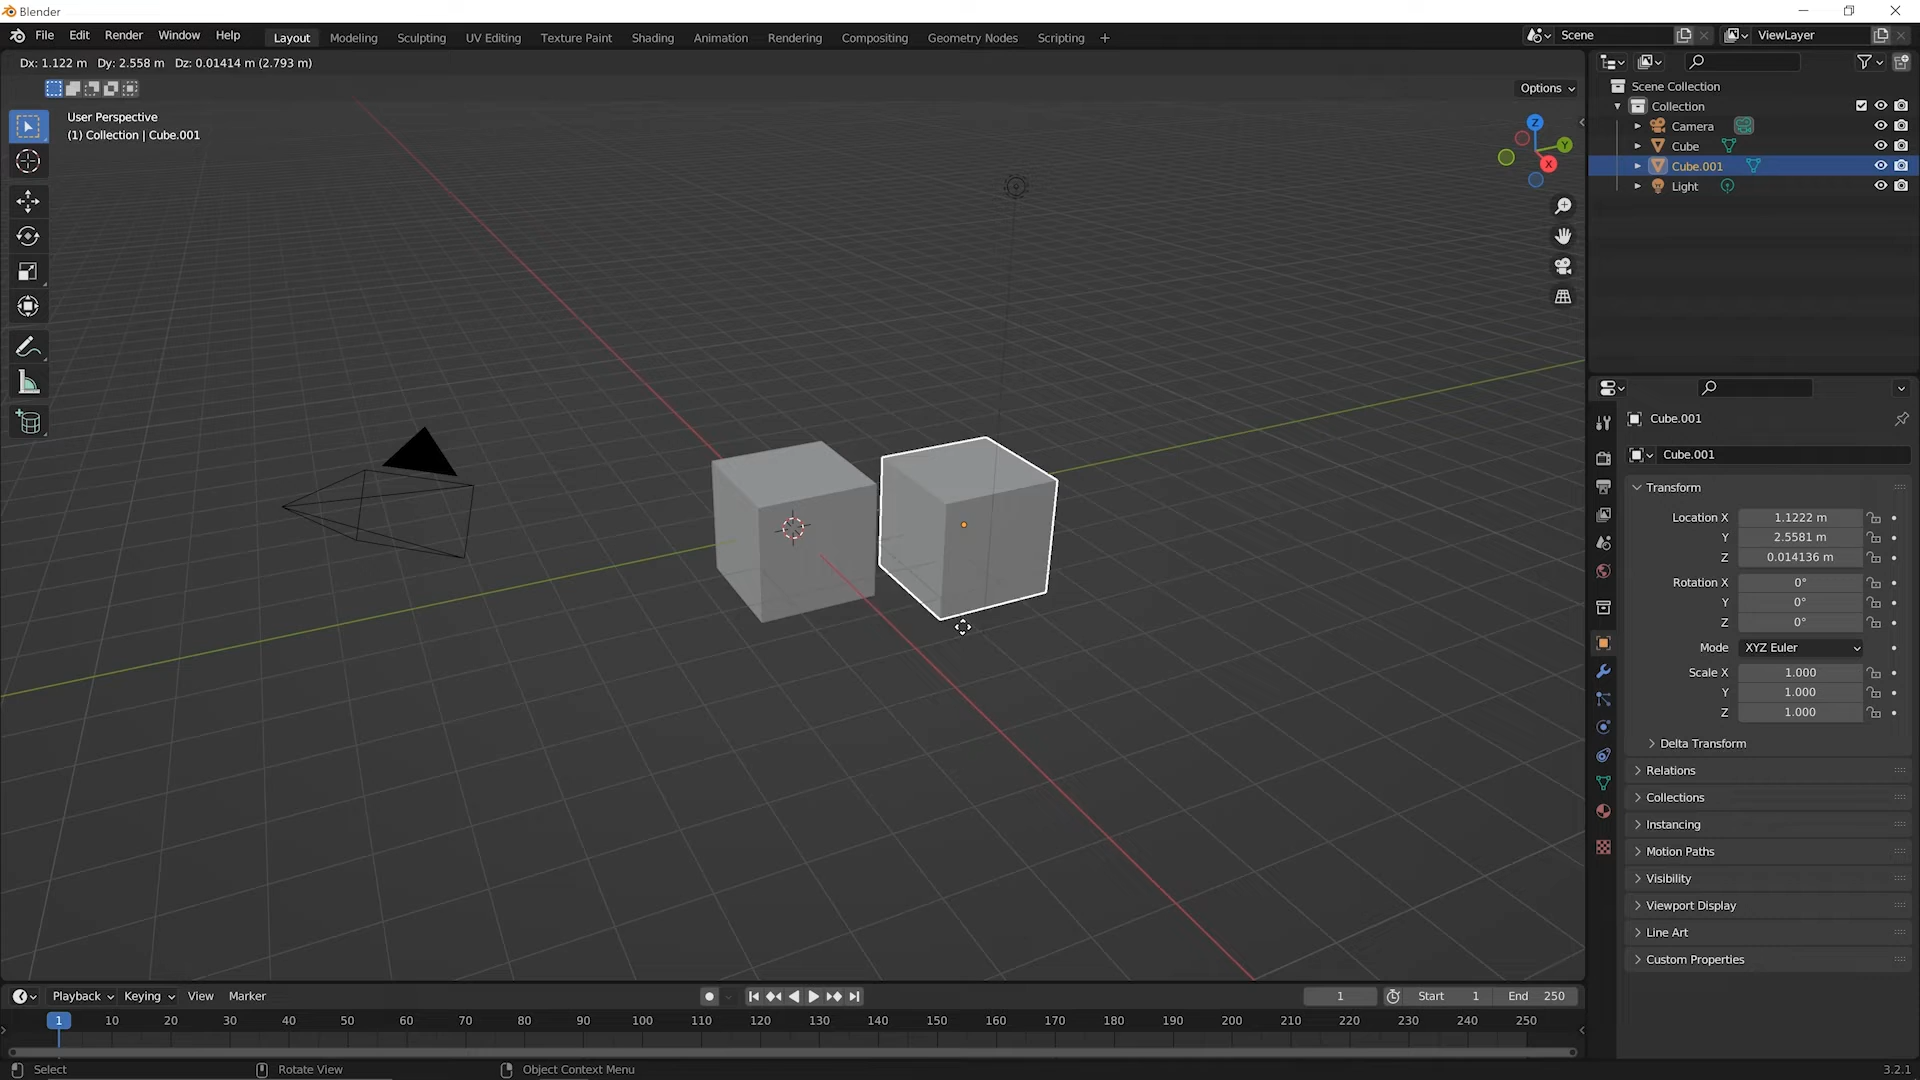 Blender
File Edit Render Window Help Layout Modeling Sculpting UV Editing Texture Paint Shading Animation Rendering Compositing Geometry Nodes Scripting + Scene ViewLayer
Dx: 1.122 m Dy: 2.558 m Dz: 0.01414 m (2.793 m)
Options
User Perspective
(1) Collection | Cube.001
Z
Y
X
Scene Collection
Collection
Camera
Cube
Cube.001
Light
Cube.001
Cube.001
Transform
Location X 1.1222 m
Y 2.5581 m
Z 0.014136 m
Rotation X 0°
Y 0°
Z 0°
Mode XYZ Euler
Scale X 1.000
Y 1.000
Z 1.000
Delta Transform
Relations
Collections
Instancing
Motion Paths
Visibility
Viewport Display
Line Art
Custom Properties
Playback Keying View Marker 1 Start 1 End 250
1 10 20 30 40 50 60 70 80 90 100 110 120 130 140 150 160 170 180 190 200 210 220 230 240 250
Select Rotate View Object Context Menu 3.2.1